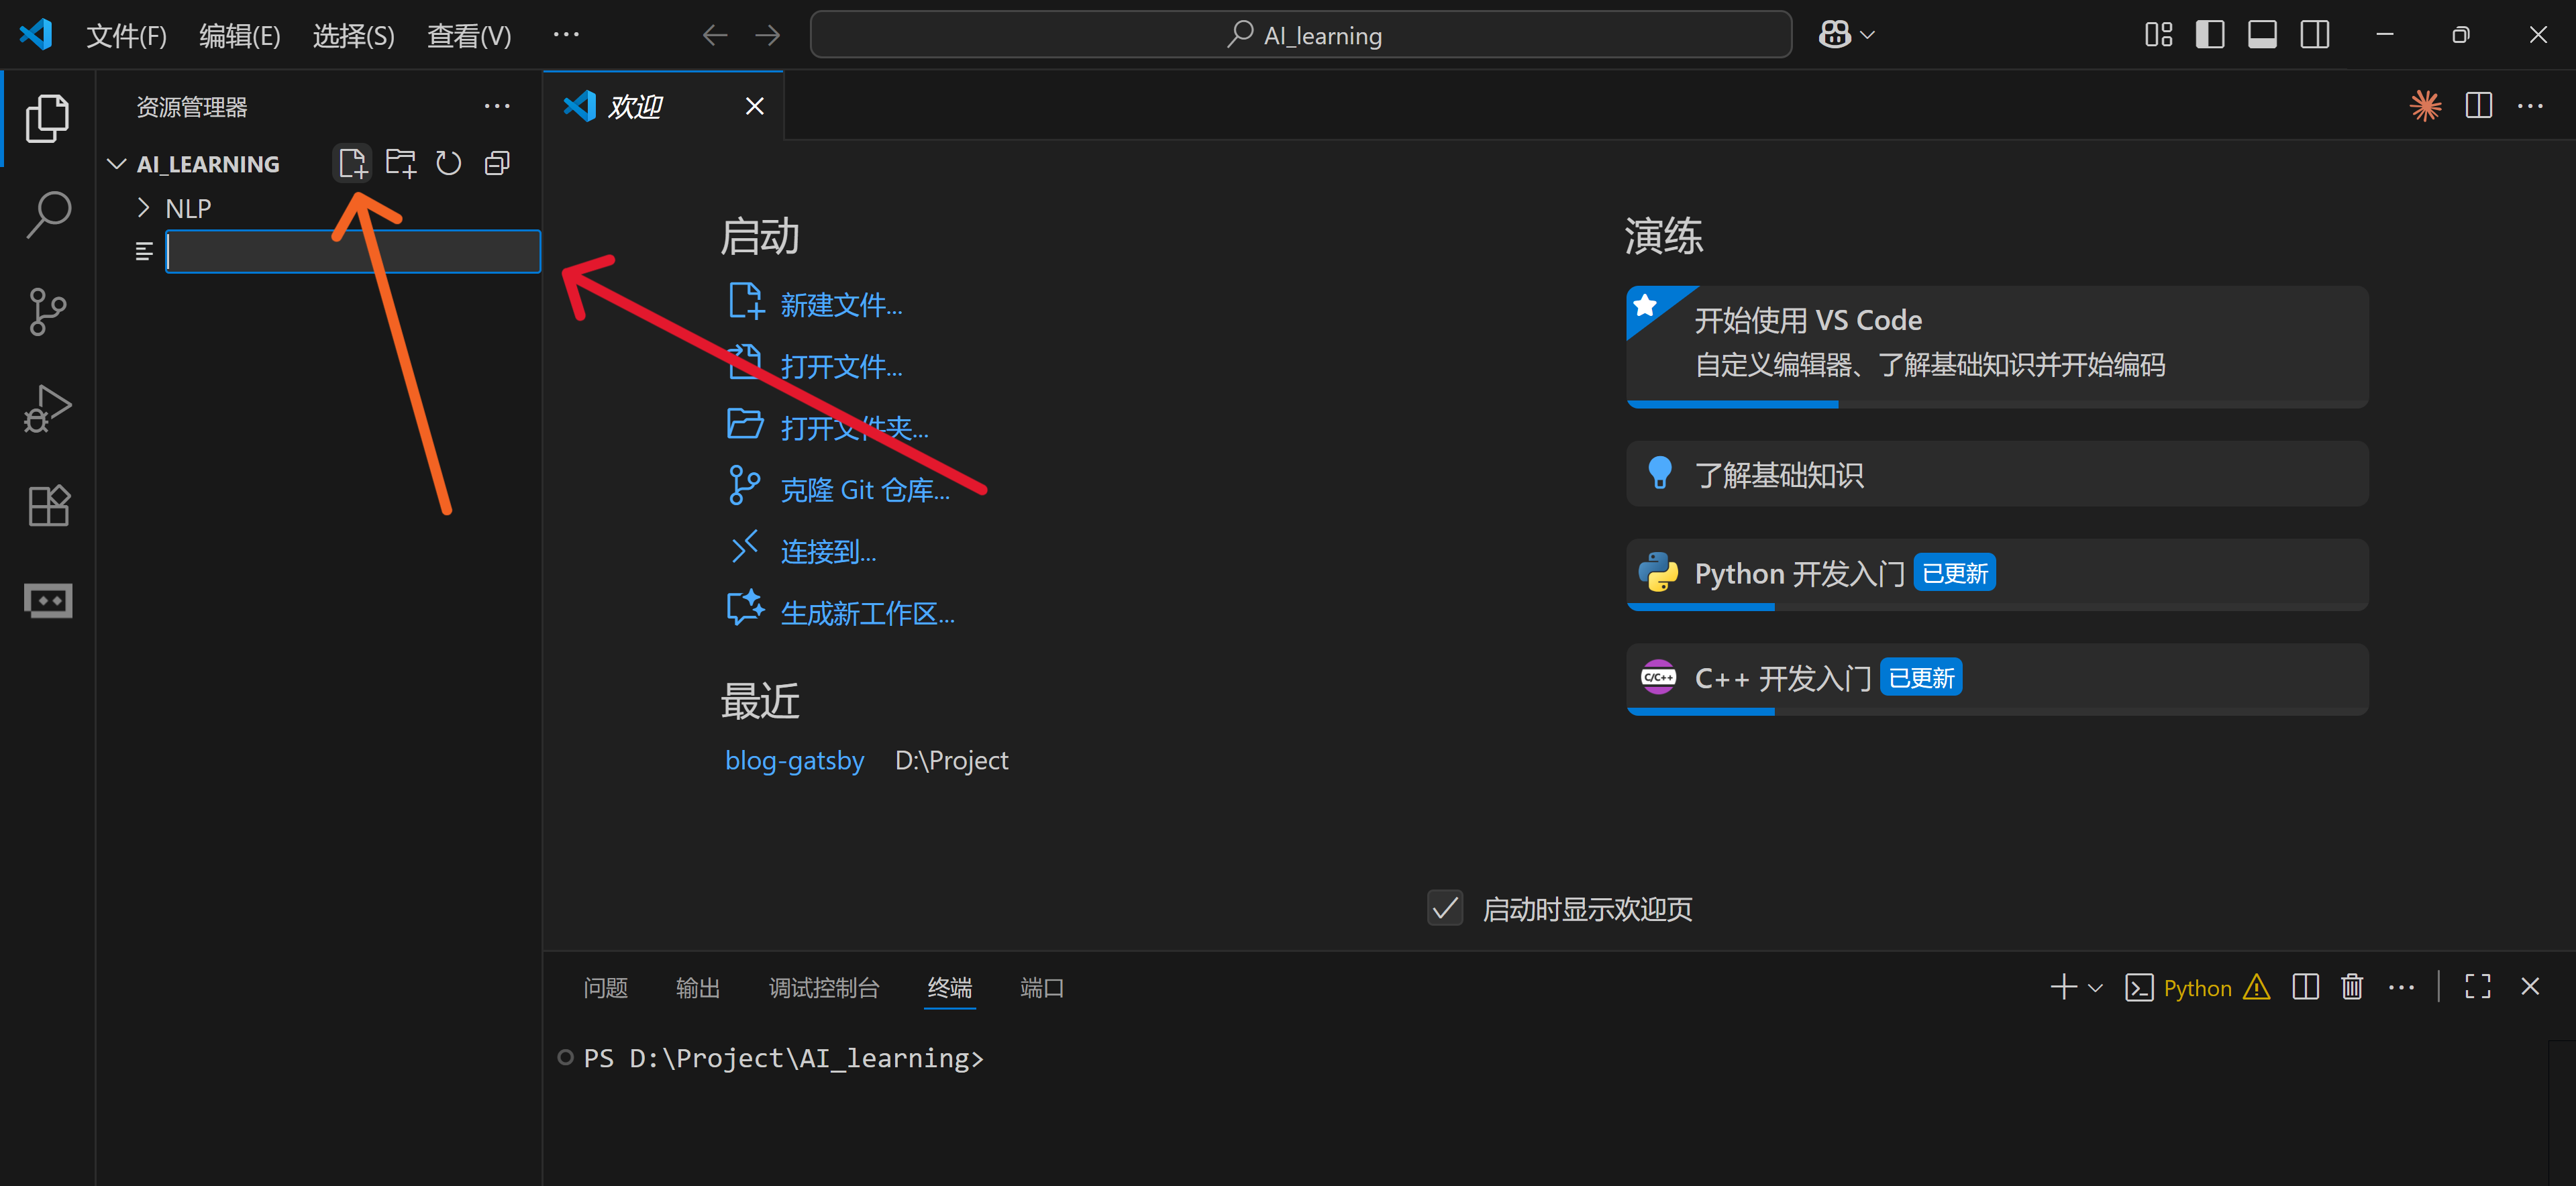 文件(F) 编辑(E) 选择(S) 查看(V) ··· AI_learning
资源管理器
欢迎
AI_LEARNING
NLP
启动
新建文件...
打开文件...
打开文件夹...
克隆 Git 仓库...
连接到...
生成新工作区...
最近
blog-gatsby D:\Project
演练
开始使用 VS Code
自定义编辑器、了解基础知识并开始编码
了解基础知识
Python 开发入门 已更新
C/C++ C++ 开发入门 已更新
启动时显示欢迎页
问题 输出 调试控制台 终端 端口 Python
PS D:\Project\AI_learning>